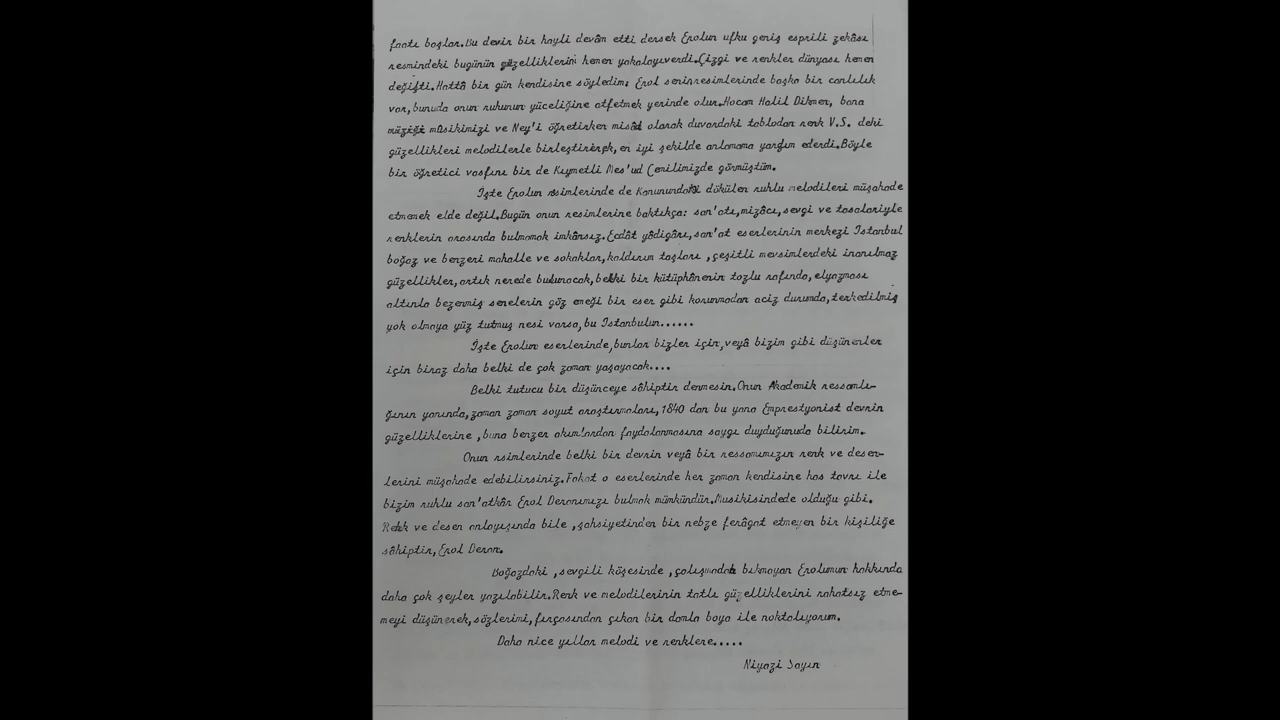 faatı başlar.Bu devir bir hayli devâm etti dersek Erolun ufku geniş esprili zekâsı
resmindeki bugünün güzelliklerini hemen yakalayıverdi.Çizgi ve renkler dünyası hemen
değişti.Hattâ bir gün kendisine söyledim; Erol senin resimlerinde başka bir canlılık
var,bunuda onun ruhunun yüceliğine atfetmek yerinde olur.Hocam Halil Dikmen, bana
mûsikimizi ve Ney'i öğretirken misâl olarak duvardaki tablodan renk V.S. deki
güzellikleri melodilerle birleştirerek,en iyi şekilde anlamama yardım ederdi.Böyle
bir öğretici vasfını bir de Kıymetli Mes'ud Cemilimizde görmüştüm.
İşte Erolun rsimlerinde de Kanunundaki dökülen ruhlu melodileri müşahade
etmemek elde değil.Bugün onun resimlerine baktıkça: san'atı,mizâcı,sevgi ve tasalariyle
renklerin arasında bulmamak imkânsız.Ecdât yâdigârı,san'at eserlerinin merkezi İstanbul
boğaz ve benzeri mahalle ve sokaklar,kaldırım taşları ,çeşitli mevsimlerdeki inanılmaz
güzellikler,artık nerede bulunacak,belki bir kütüphânenin tozlu rafında,elyazması
altınla bezenmiş senelerin göz emeği bir eser gibi korunmadan aciz durumda,terkedilmiş
yok olmaya yüz tutmuş nesi varsa,bu İstanbulun......
İşte Erolun eserlerinde,bunlar bizler için,veyâ bizim gibi düşünenler
için biraz daha belki de çok zaman yaşayacak....
Belki tutucu bir düşünceye sâhiptir denmesin.Onun Akademik ressamlı-
ğının yanında,zaman zaman soyut araştırmaları,1840 dan bu yana Emprestyonist devrin
güzelliklerine ,buna benzer akımlardan faydalanmasına saygı duyduğunuda bilirim.
Onun rsimlerinde belki bir devrin veyâ bir ressamımızın renk ve desen-
lerini müşahade edebilirsiniz.Fakat o eserlerinde her zaman kendisine has tavrı ile
bizim ruhlu san'atkâr Erol Deranımızı bulmak mümkündür.Musikisindede olduğu gibi.
Renk ve desen anlayışında bile ,şahsiyetinden bir nebze ferâgat etmeyen bir kişiliğe
sâhiptir,Erol Deran.
Boğazdaki ,sevgili köşesinde ,çalışmadan bıkmayan Erolumun hakkında
daha çok şeyler yazılabilir.Renk ve melodilerinin tatlı güzelliklerini rahatsız etme-
meyi düşünerek,sözlerimi,fırçasından çıkan bir damla boya ile noktalıyorum.
Daha nice yıllar melodi ve renklere.....
Niyazi Sayın